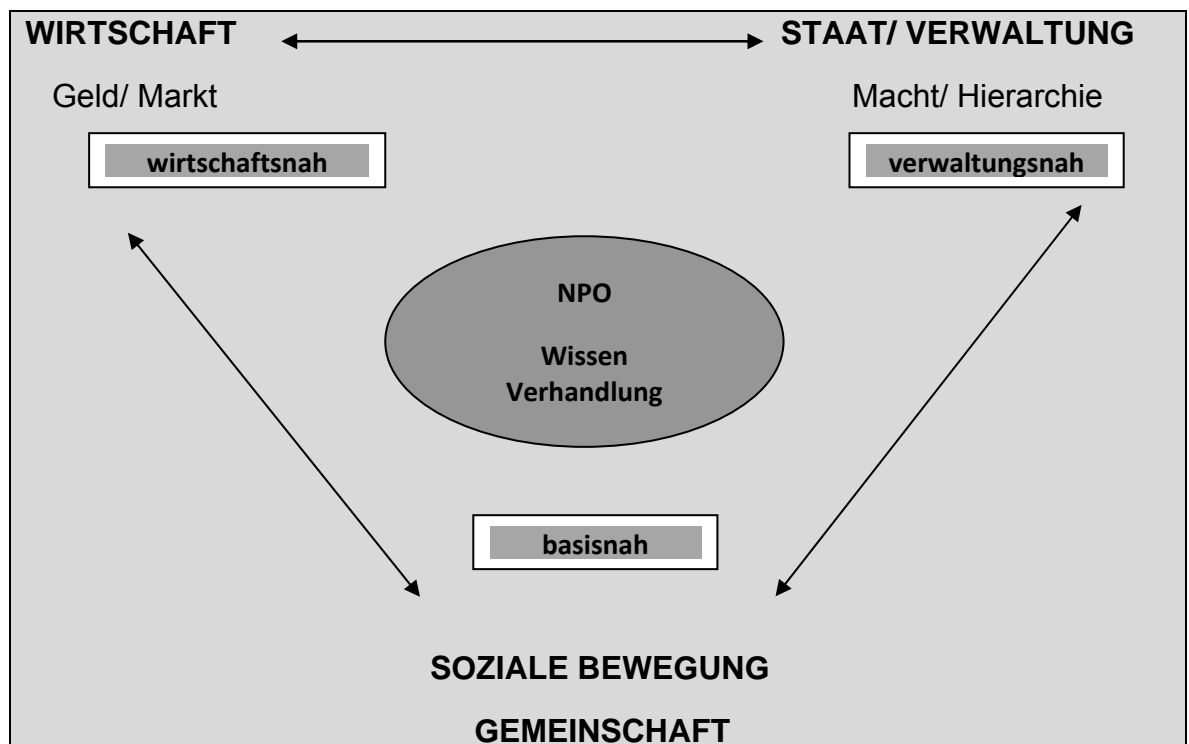 WIRTSCHAFT
STAAT/ VERWALTUNG
Geld/ Markt
Macht/ Hierarchie
wirtschaftsnah
verwaltungsnah
NPO
Wissen
Verhandlung
basisnah
SOZIALE BEWEGUNG
GEMEINSCHAFT